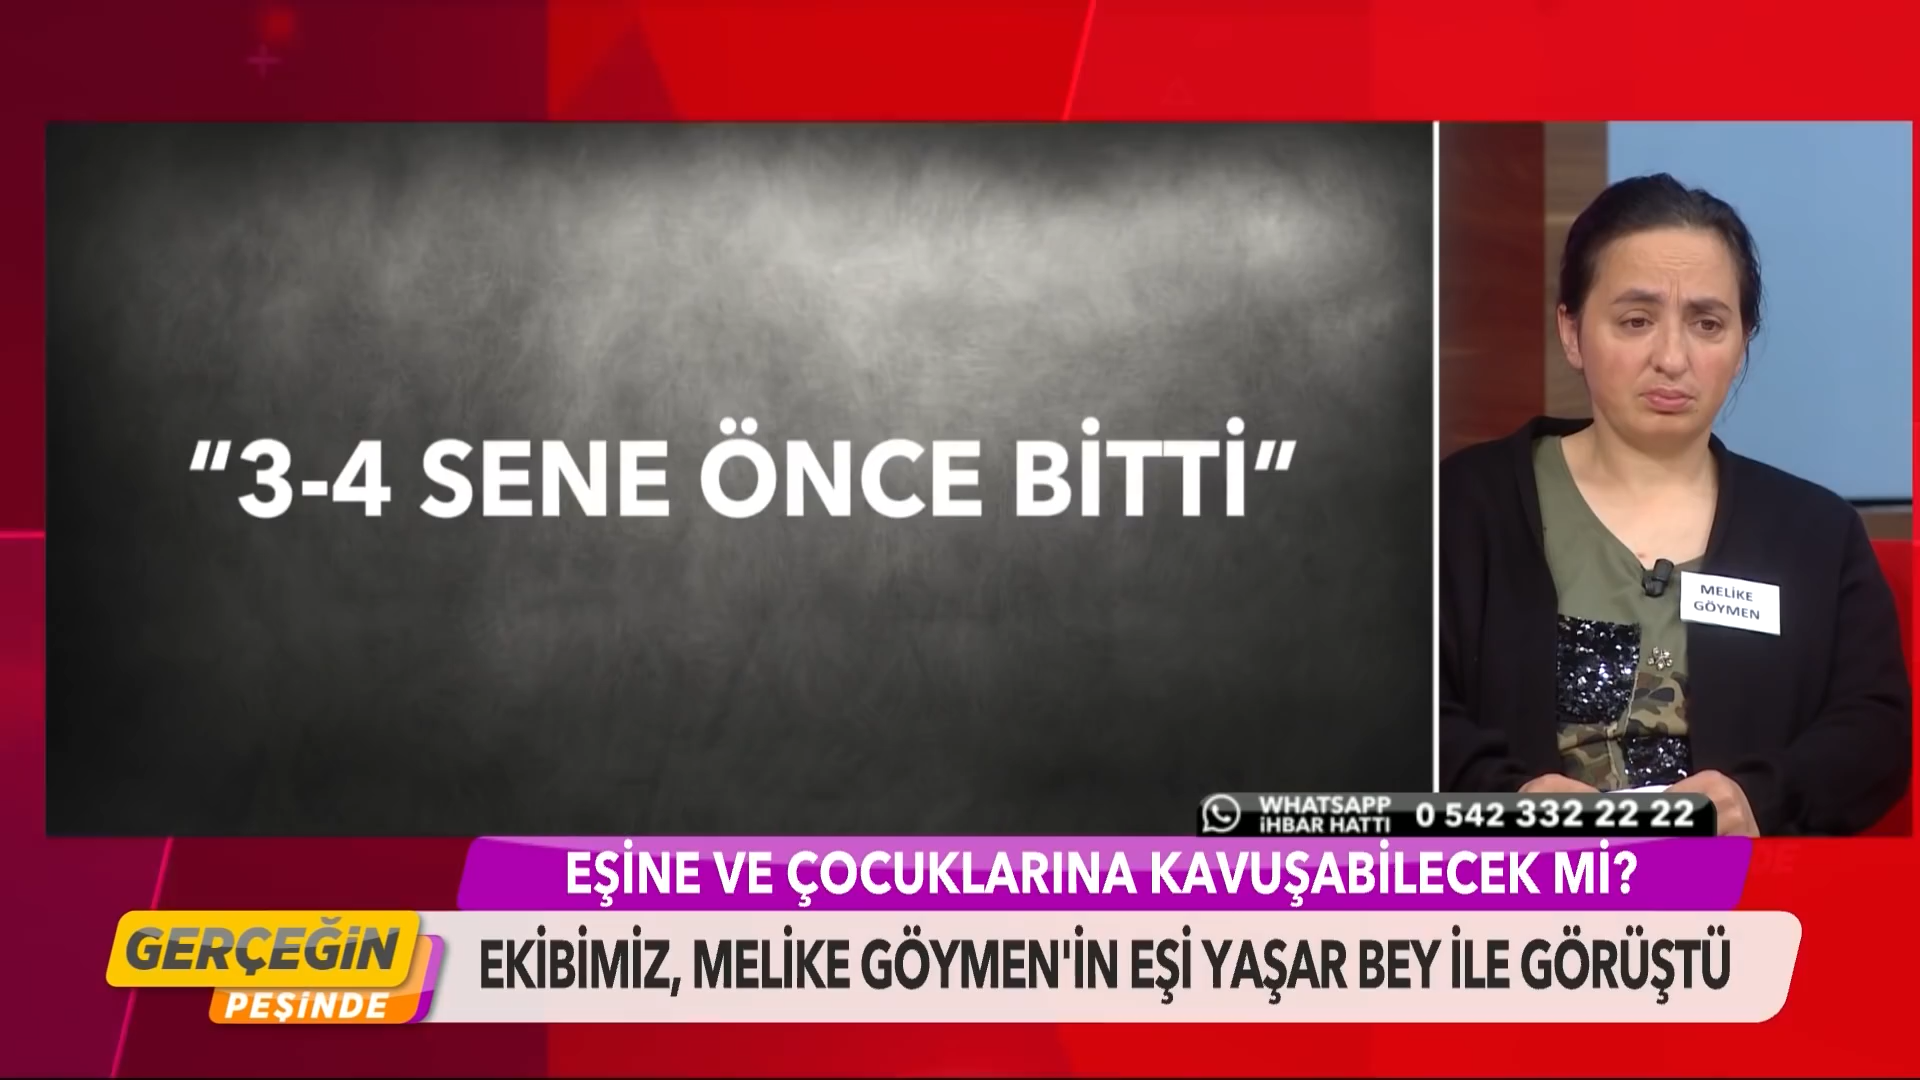 “3-4 SENE ÖNCE BİTTİ”
MELİKE
GÖYMEN
WHATSAPP
İHBAR HATTI
0 542 332 22 22
EŞİNE VE ÇOCUKLARINA KAVUŞABİLECEK Mİ?
GERÇEĞİN
PEŞİNDE
EKİBİMİZ, MELİKE GÖYMEN'İN EŞİ YAŞAR BEY İLE GÖRÜŞTÜ